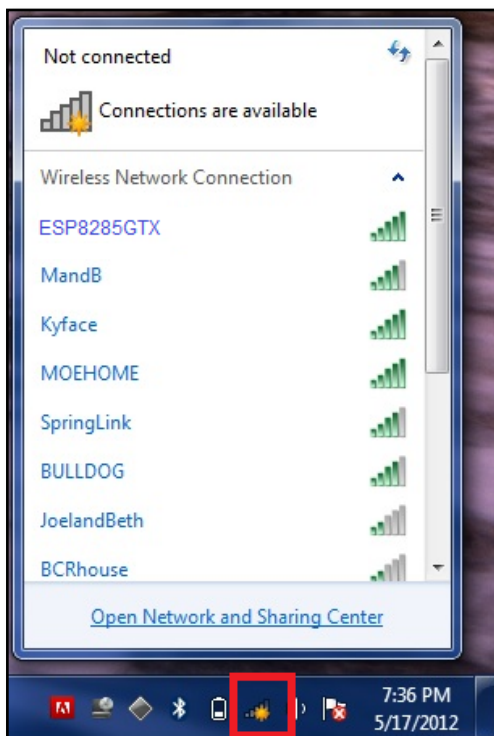 Not connected
Connections are available
Wireless Network Connection
ESP8285GTX
MandB
Kyface
MOEHOME
SpringLink
BULLDOG
JoelandBeth
BCRhouse
Open Network and Sharing Center
7:36 PM
5/17/2012